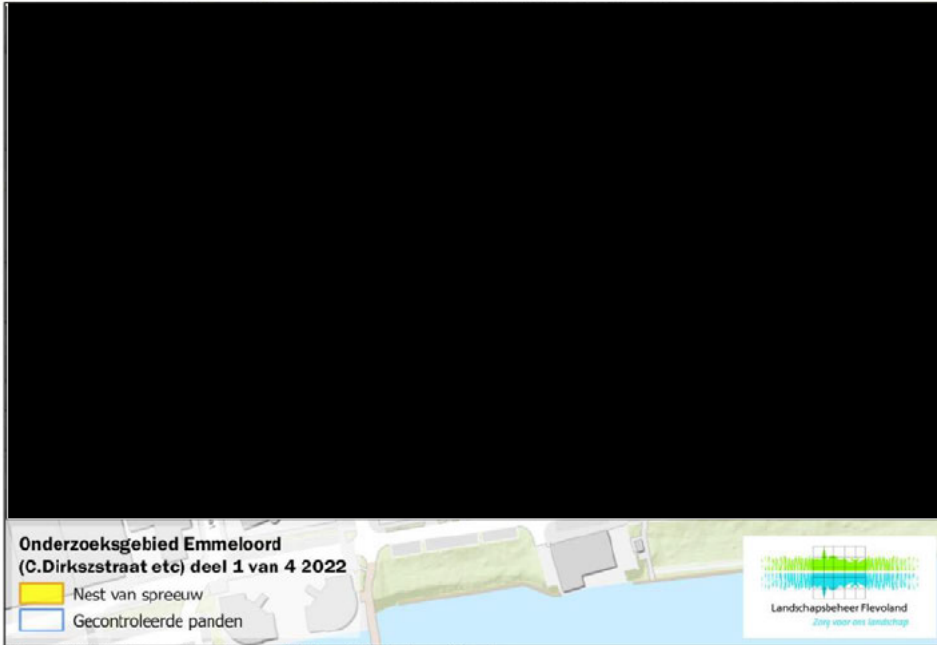 Onderzoeksgebied Emmeloord
(C.Dirkszstraat etc) deel 1 van 4 2022
Nest van spreeuw
Gecontroleerde panden
Landschapsbeheer Flevoland
Zorg voor ons landschap